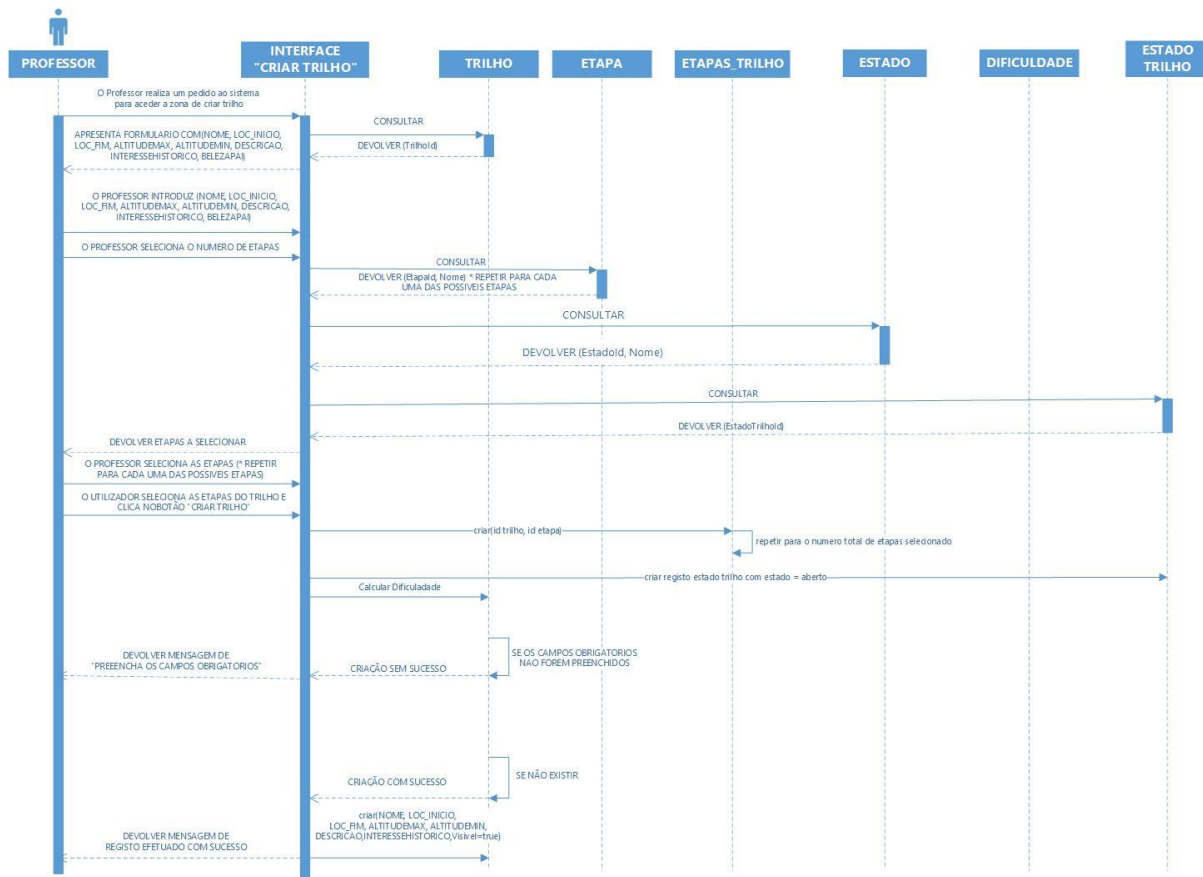 PROFESSOR
INTERFACE
"CRIAR TRILHO"
TRILHO
ETAPA
ETAPAS_TRILHO
ESTADO
DIFICULDADE
ESTADO
TRILHO
O Professor realiza um pedido ao sistema
para aceder a zona de criar trilho
CONSULTAR
APRESENTA FORMULARIO COM(NOME, LOC_INICIO,
LOC_FIM, ALTITUDEMAX, ALTITUDEMIN, DESCRICAO,
INTERESSEHISTORICO, BELEZAPAI)
DEVOLVER (TrilhoId)
O PROFESSOR INTRODUZ (NOME, LOC_INICIO,
LOC_FIM, ALTITUDEMAX, ALTITUDEMIN, DESCRICAO,
INTERESSEHISTORICO, BELEZAPAI)
O PROFESSOR SELECIONA O NUMERO DE ETAPAS
CONSULTAR
DEVOLVER (EtapaId, Nome) * REPETIR PARA CADA
UMA DAS POSSIVEIS ETAPAS
CONSULTAR
DEVOLVER (EstadoId, Nome)
CONSULTAR
DEVOLVER (EstadoTrilhoId)
DEVOLVER ETAPAS A SELECIONAR
O PROFESSOR SELECIONA AS ETAPAS (* REPETIR
PARA CADA UMA DAS POSSIVEIS ETAPAS)
O UTILIZADOR SELECIONA AS ETAPAS DO TRILHO E
CLICA NOBOTÃO "CRIAR TRILHO"
criar(id trilho, id etapa)
repetir para o numero total de etapas selecionado
criar registo estado trilho com estado = aberto
Calcular Dificuladade
SE OS CAMPOS OBRIGATORIOS
NAO FOREM PREENCHIDOS
DEVOLVER MENSAGEM DE
"PREEENCHA OS CAMPOS OBRIGATORIOS"
CRIAÇÃO SEM SUCESSO
SE NÃO EXISTIR
CRIAÇÃO COM SUCESSO
criar(NOME, LOC_INICIO,
LOC_FIM, ALTITUDEMAX, ALTITUDEMIN,
DESCRICAO,INTERESSEHISTORICO,Visivel=true)
DEVOLVER MENSAGEM DE
REGISTO EFETUADO COM SUCESSO